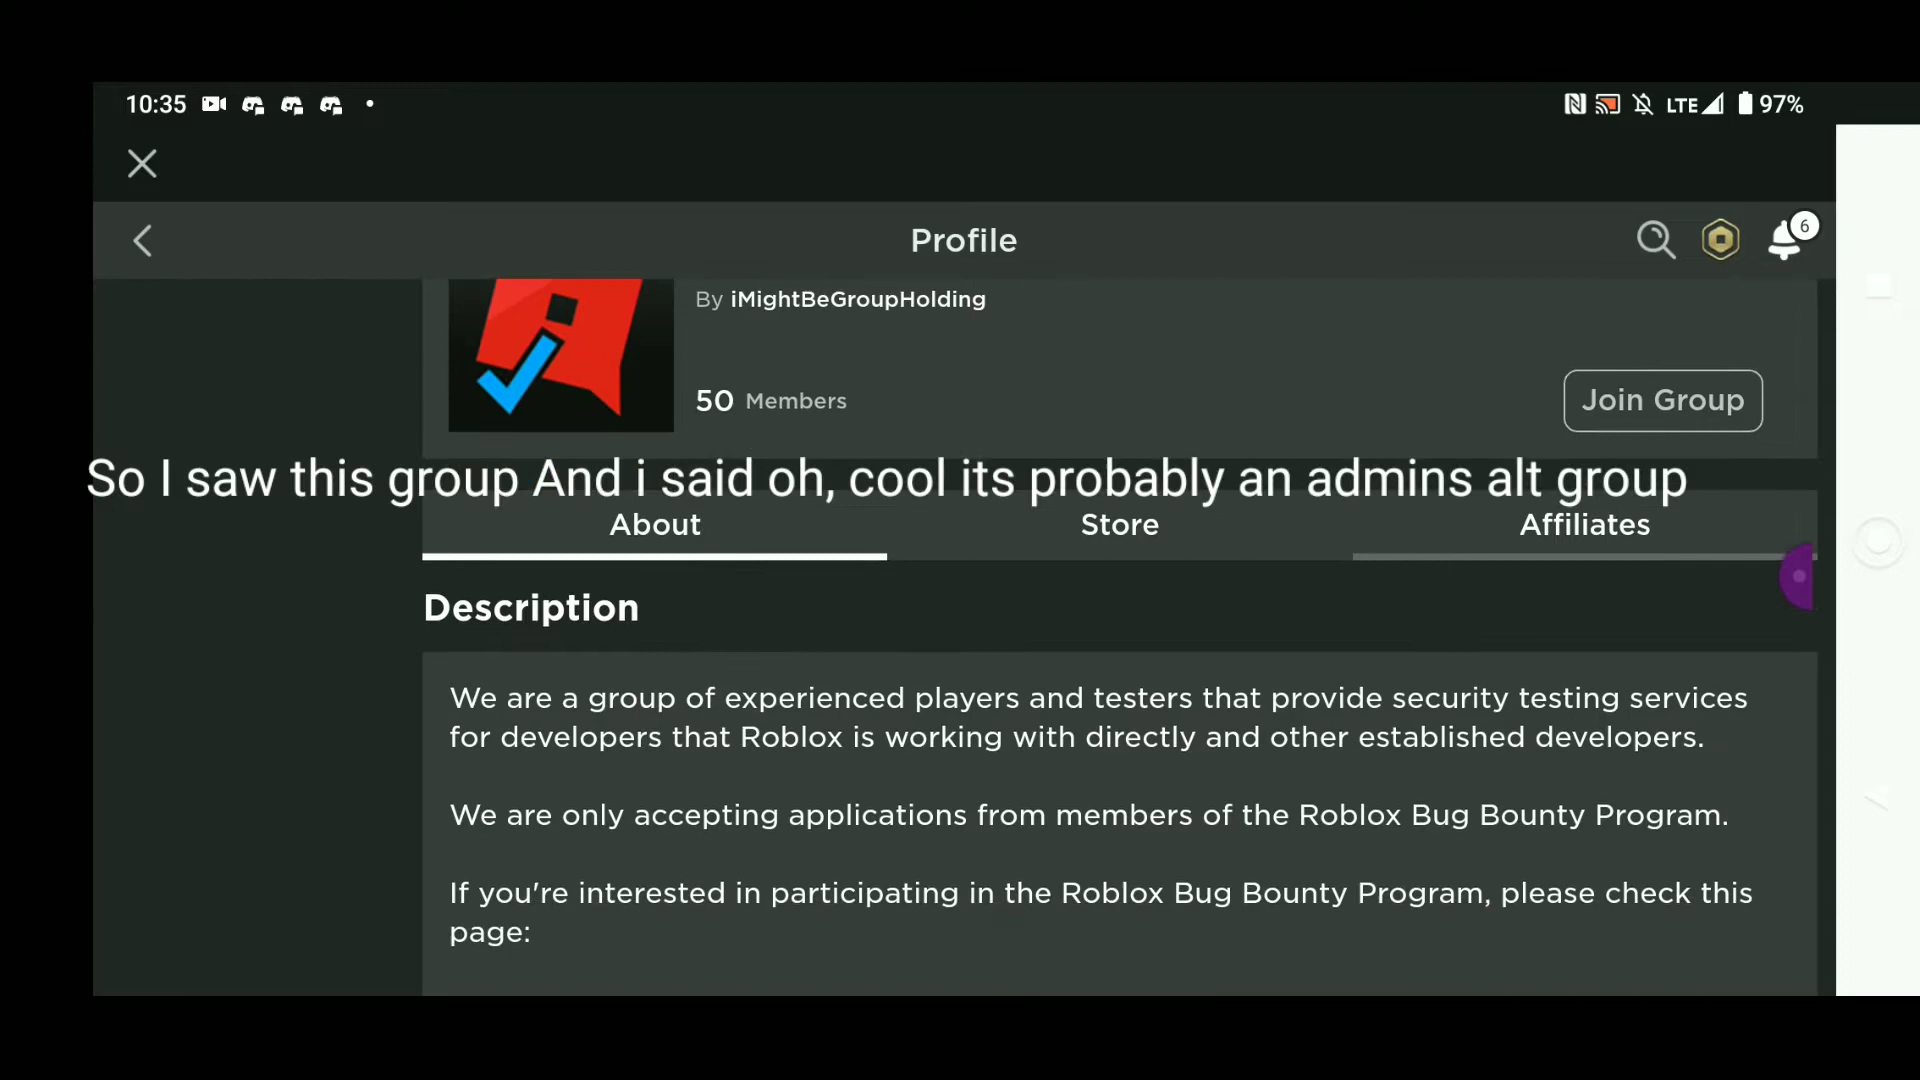 10:35
LTE 97%
Profile
6
By iMightBeGroupHolding
50 Members
Join Group
So I saw this group And i said oh, cool its probably an admins alt group
About Store Affiliates
Description
We are a group of experienced players and testers that provide security testing services
for developers that Roblox is working with directly and other established developers.
We are only accepting applications from members of the Roblox Bug Bounty Program.
If you're interested in participating in the Roblox Bug Bounty Program, please check this
page: